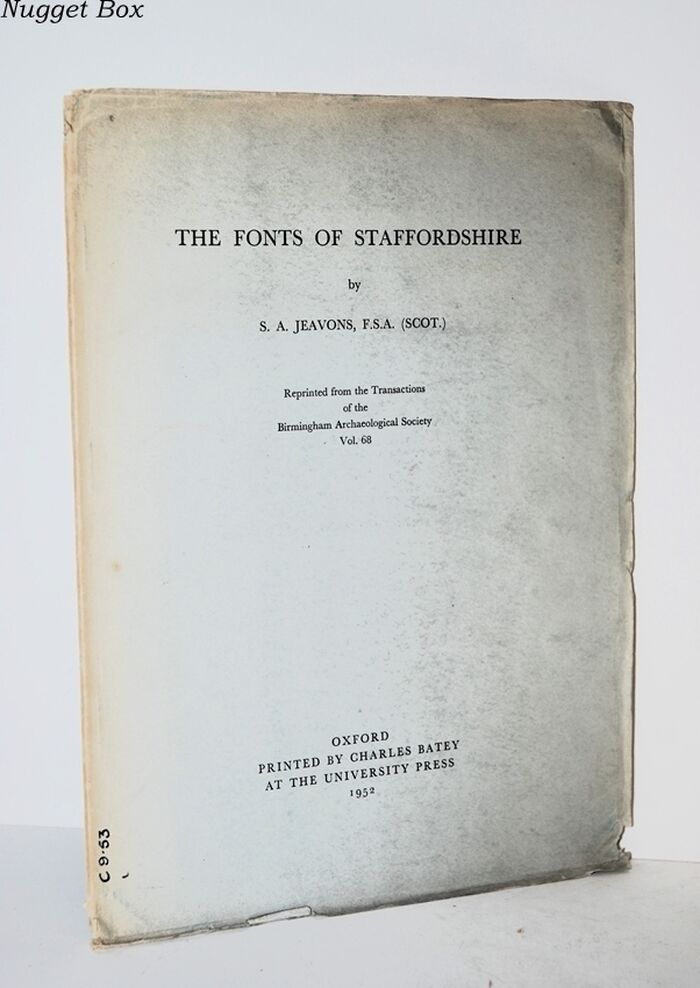 Nugget Box
THE FONTS OF STAFFORDSHIRE
by
S. A. JEAVONS, F.S.A. (SCOT.)
Reprinted from the Transactions
of the
Birmingham Archaeological Society
Vol. 68
OXFORD
PRINTED BY CHARLES BATEY
AT THE UNIVERSITY PRESS
1952
C 9·53